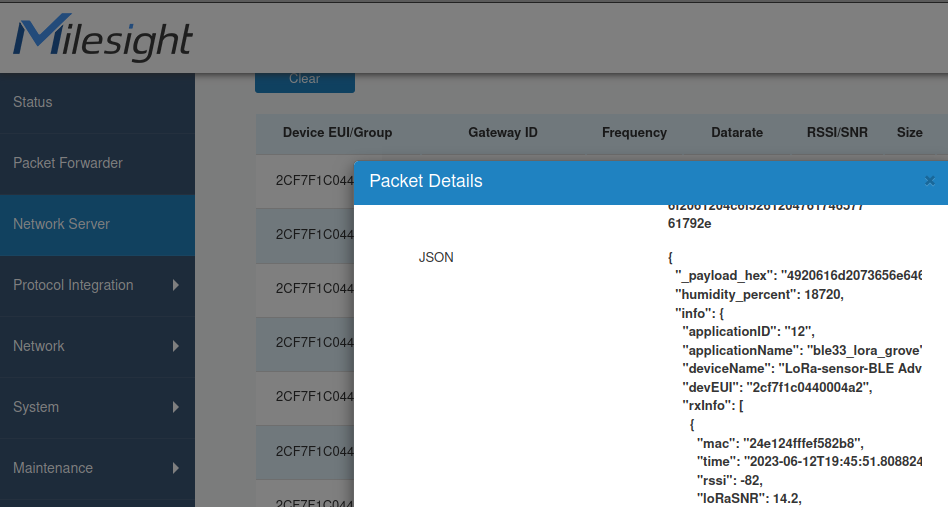 Milesight
Clear
Status
Packet Forwarder
Network Server
Protocol Integration
Network
System
Maintenance
Device EUI/Group Gateway ID Frequency Datarate RSSI/SNR Size
2CF7F1C044
2CF7F1C044
2CF7F1C044
2CF7F1C044
2CF7F1C044
2CF7F1C044
2CF7F1C044
Packet Details ×
61792e
JSON
{
"_payload_hex": "4920616d2073656e646
"humidity_percent": 18720,
"info": {
"applicationID": "12",
"applicationName": "ble33_lora_grove"
"deviceName": "LoRa-sensor-BLE Adv
"devEUI": "2cf7f1c0440004a2",
"rxInfo": [
{
"mac": "24e124fffef582b8",
"time": "2023-06-12T19:45:51.808824
"rssi": -82,
"loRaSNR": 14.2,